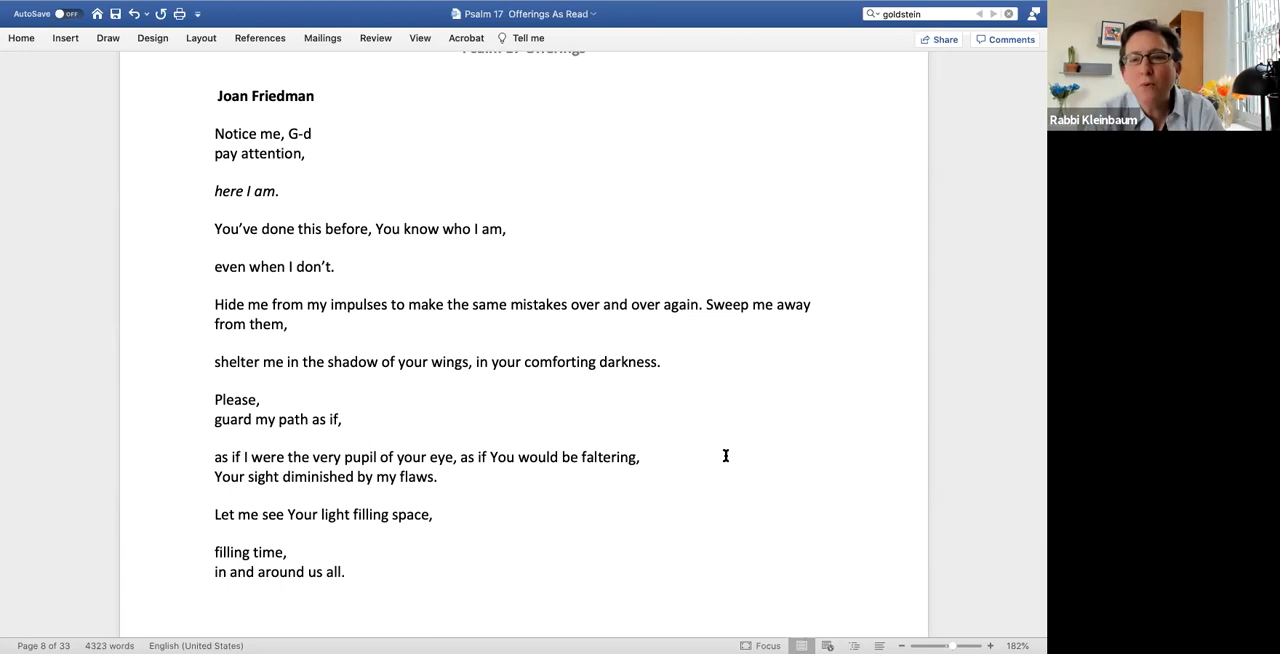 AutoSave OFF
Psalm 17 Offerings As Read
goldstein
Home Insert Draw Design Layout References Mailings Review View Acrobat Tell me
Share Comments
Psalm 17 Offerings
Joan Friedman
Notice me, G-d
pay attention,
here I am.
You’ve done this before, You know who I am,
even when I don’t.
Hide me from my impulses to make the same mistakes over and over again. Sweep me away
from them,
shelter me in the shadow of your wings, in your comforting darkness.
Please,
guard my path as if,
as if I were the very pupil of your eye, as if You would be faltering,
Your sight diminished by my flaws.
Let me see Your light filling space,
filling time,
in and around us all.
Page 8 of 33 4323 words English (United States) Focus 182%
Rabbi Kleinbaum